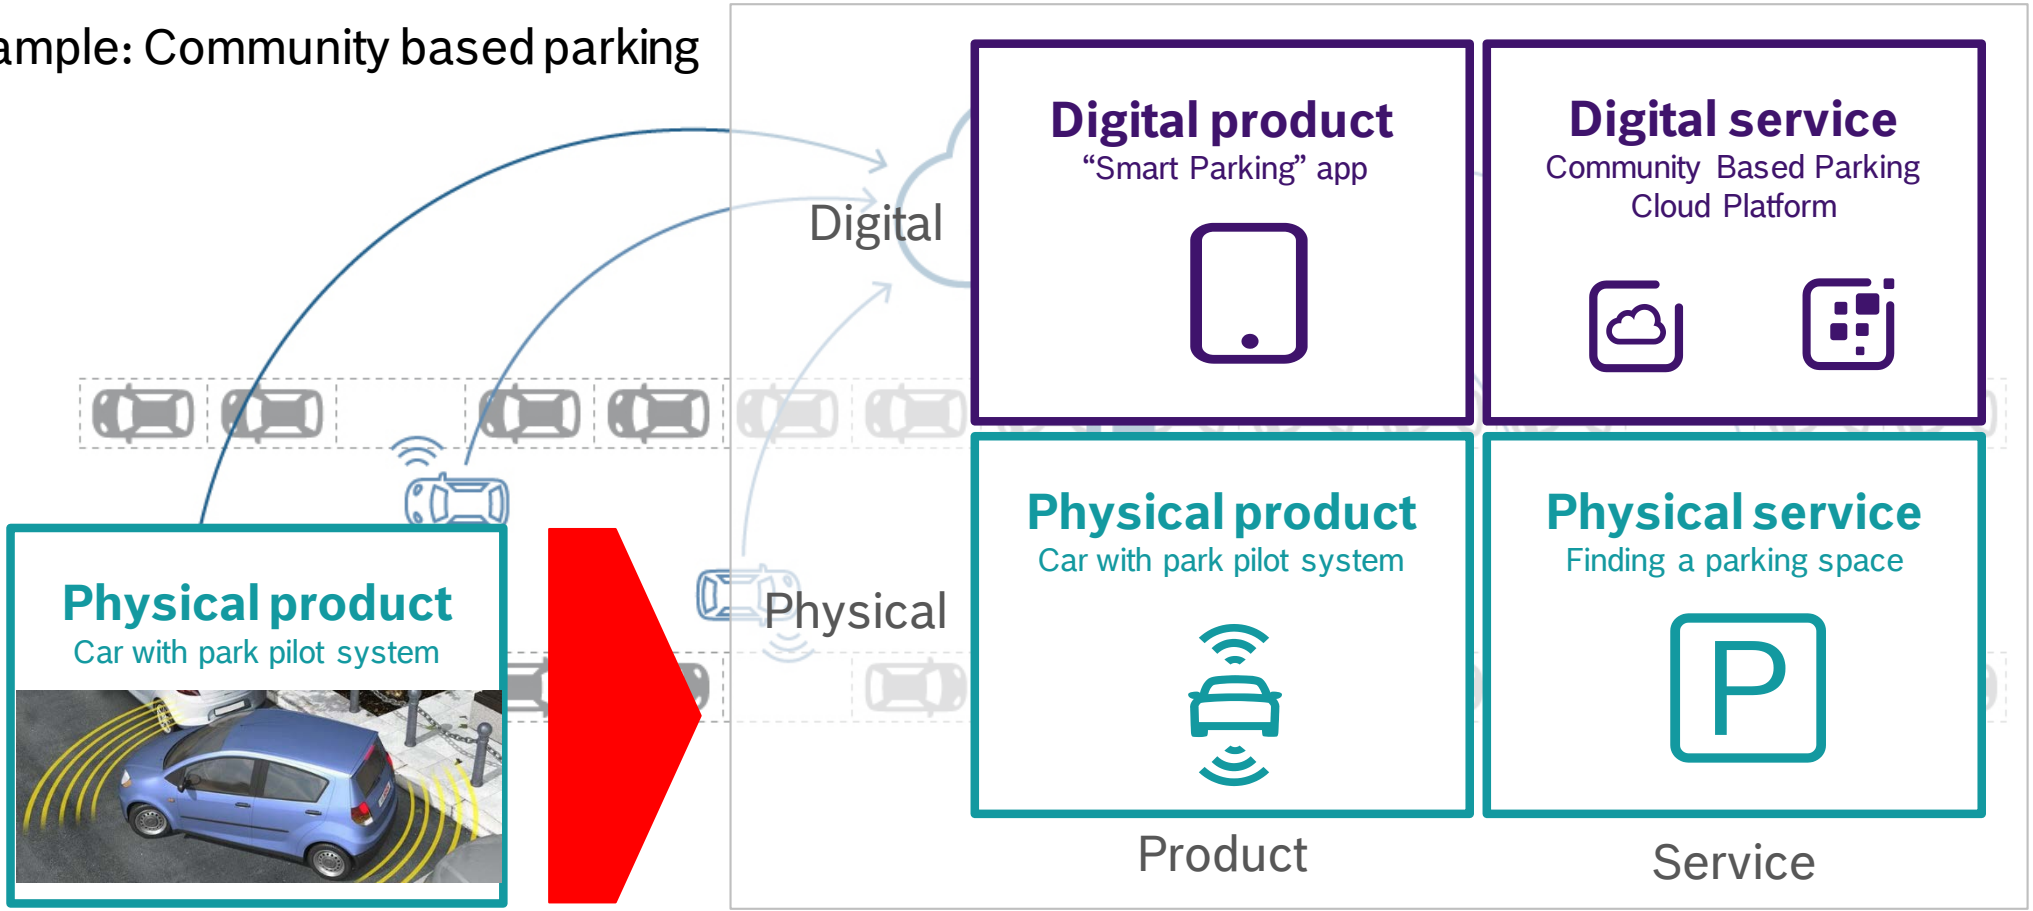 ample: Community based parking
Digital product
“Smart Parking” app
Digital service
Community Based Parking
Cloud Platform
Digital
Physical product
Car with park pilot system
Physical service
Finding a parking space
P
Physical
Physical product
Car with park pilot system
Product
Service